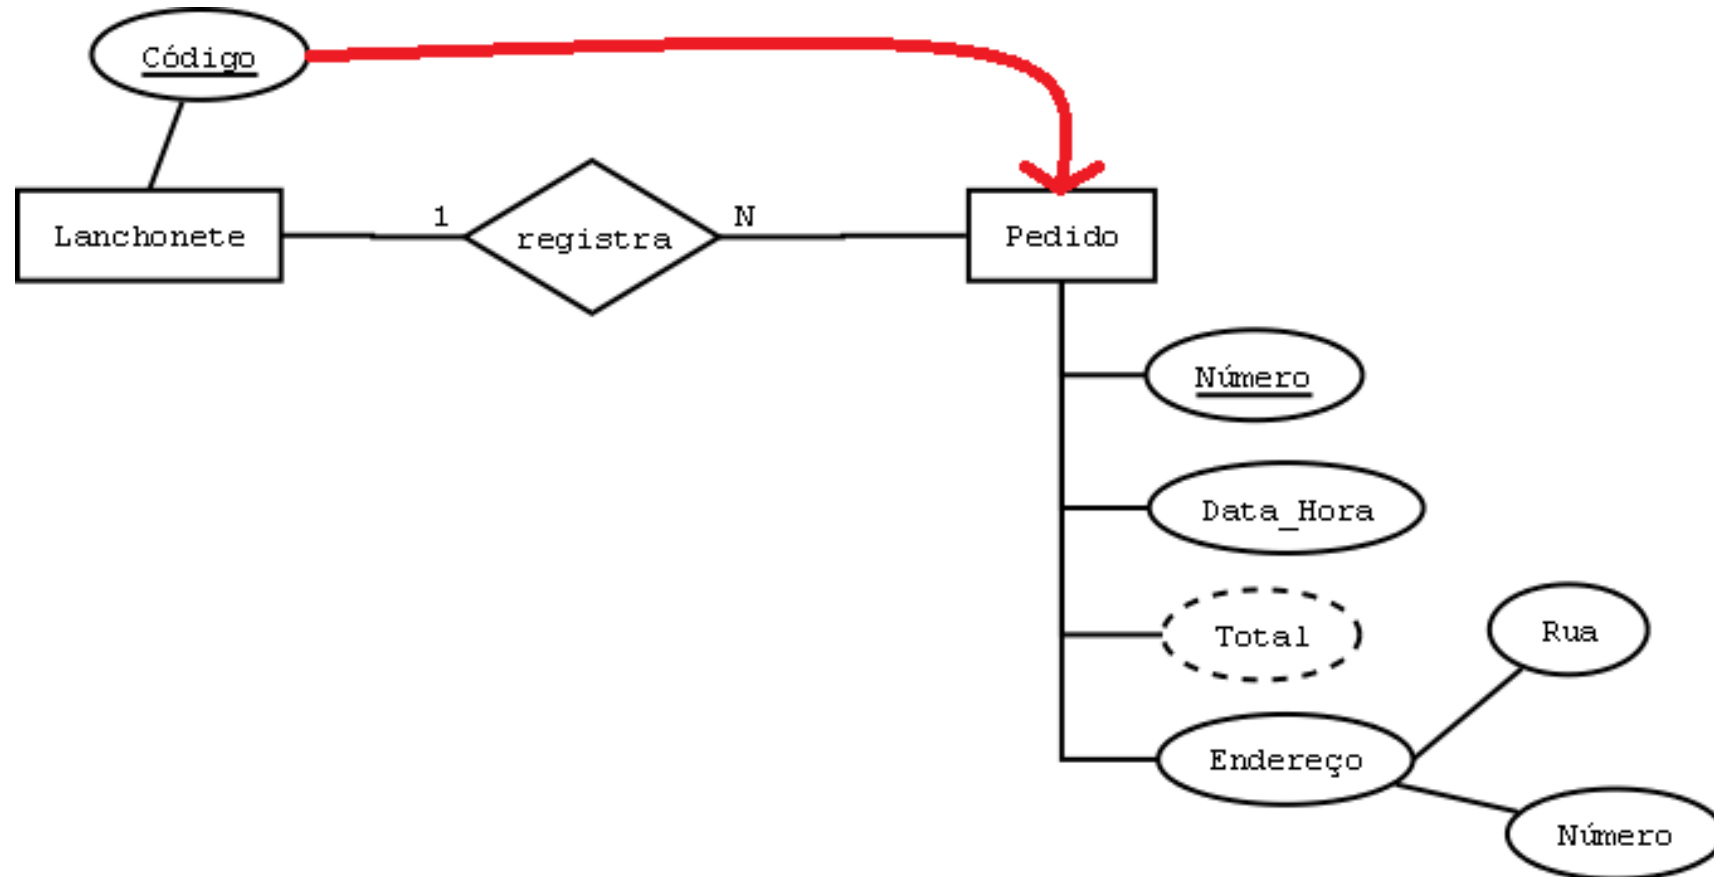 Código
Lanchonete
1
registra
N
Pedido
Número
Data_Hora
Total
Rua
Endereço
Número